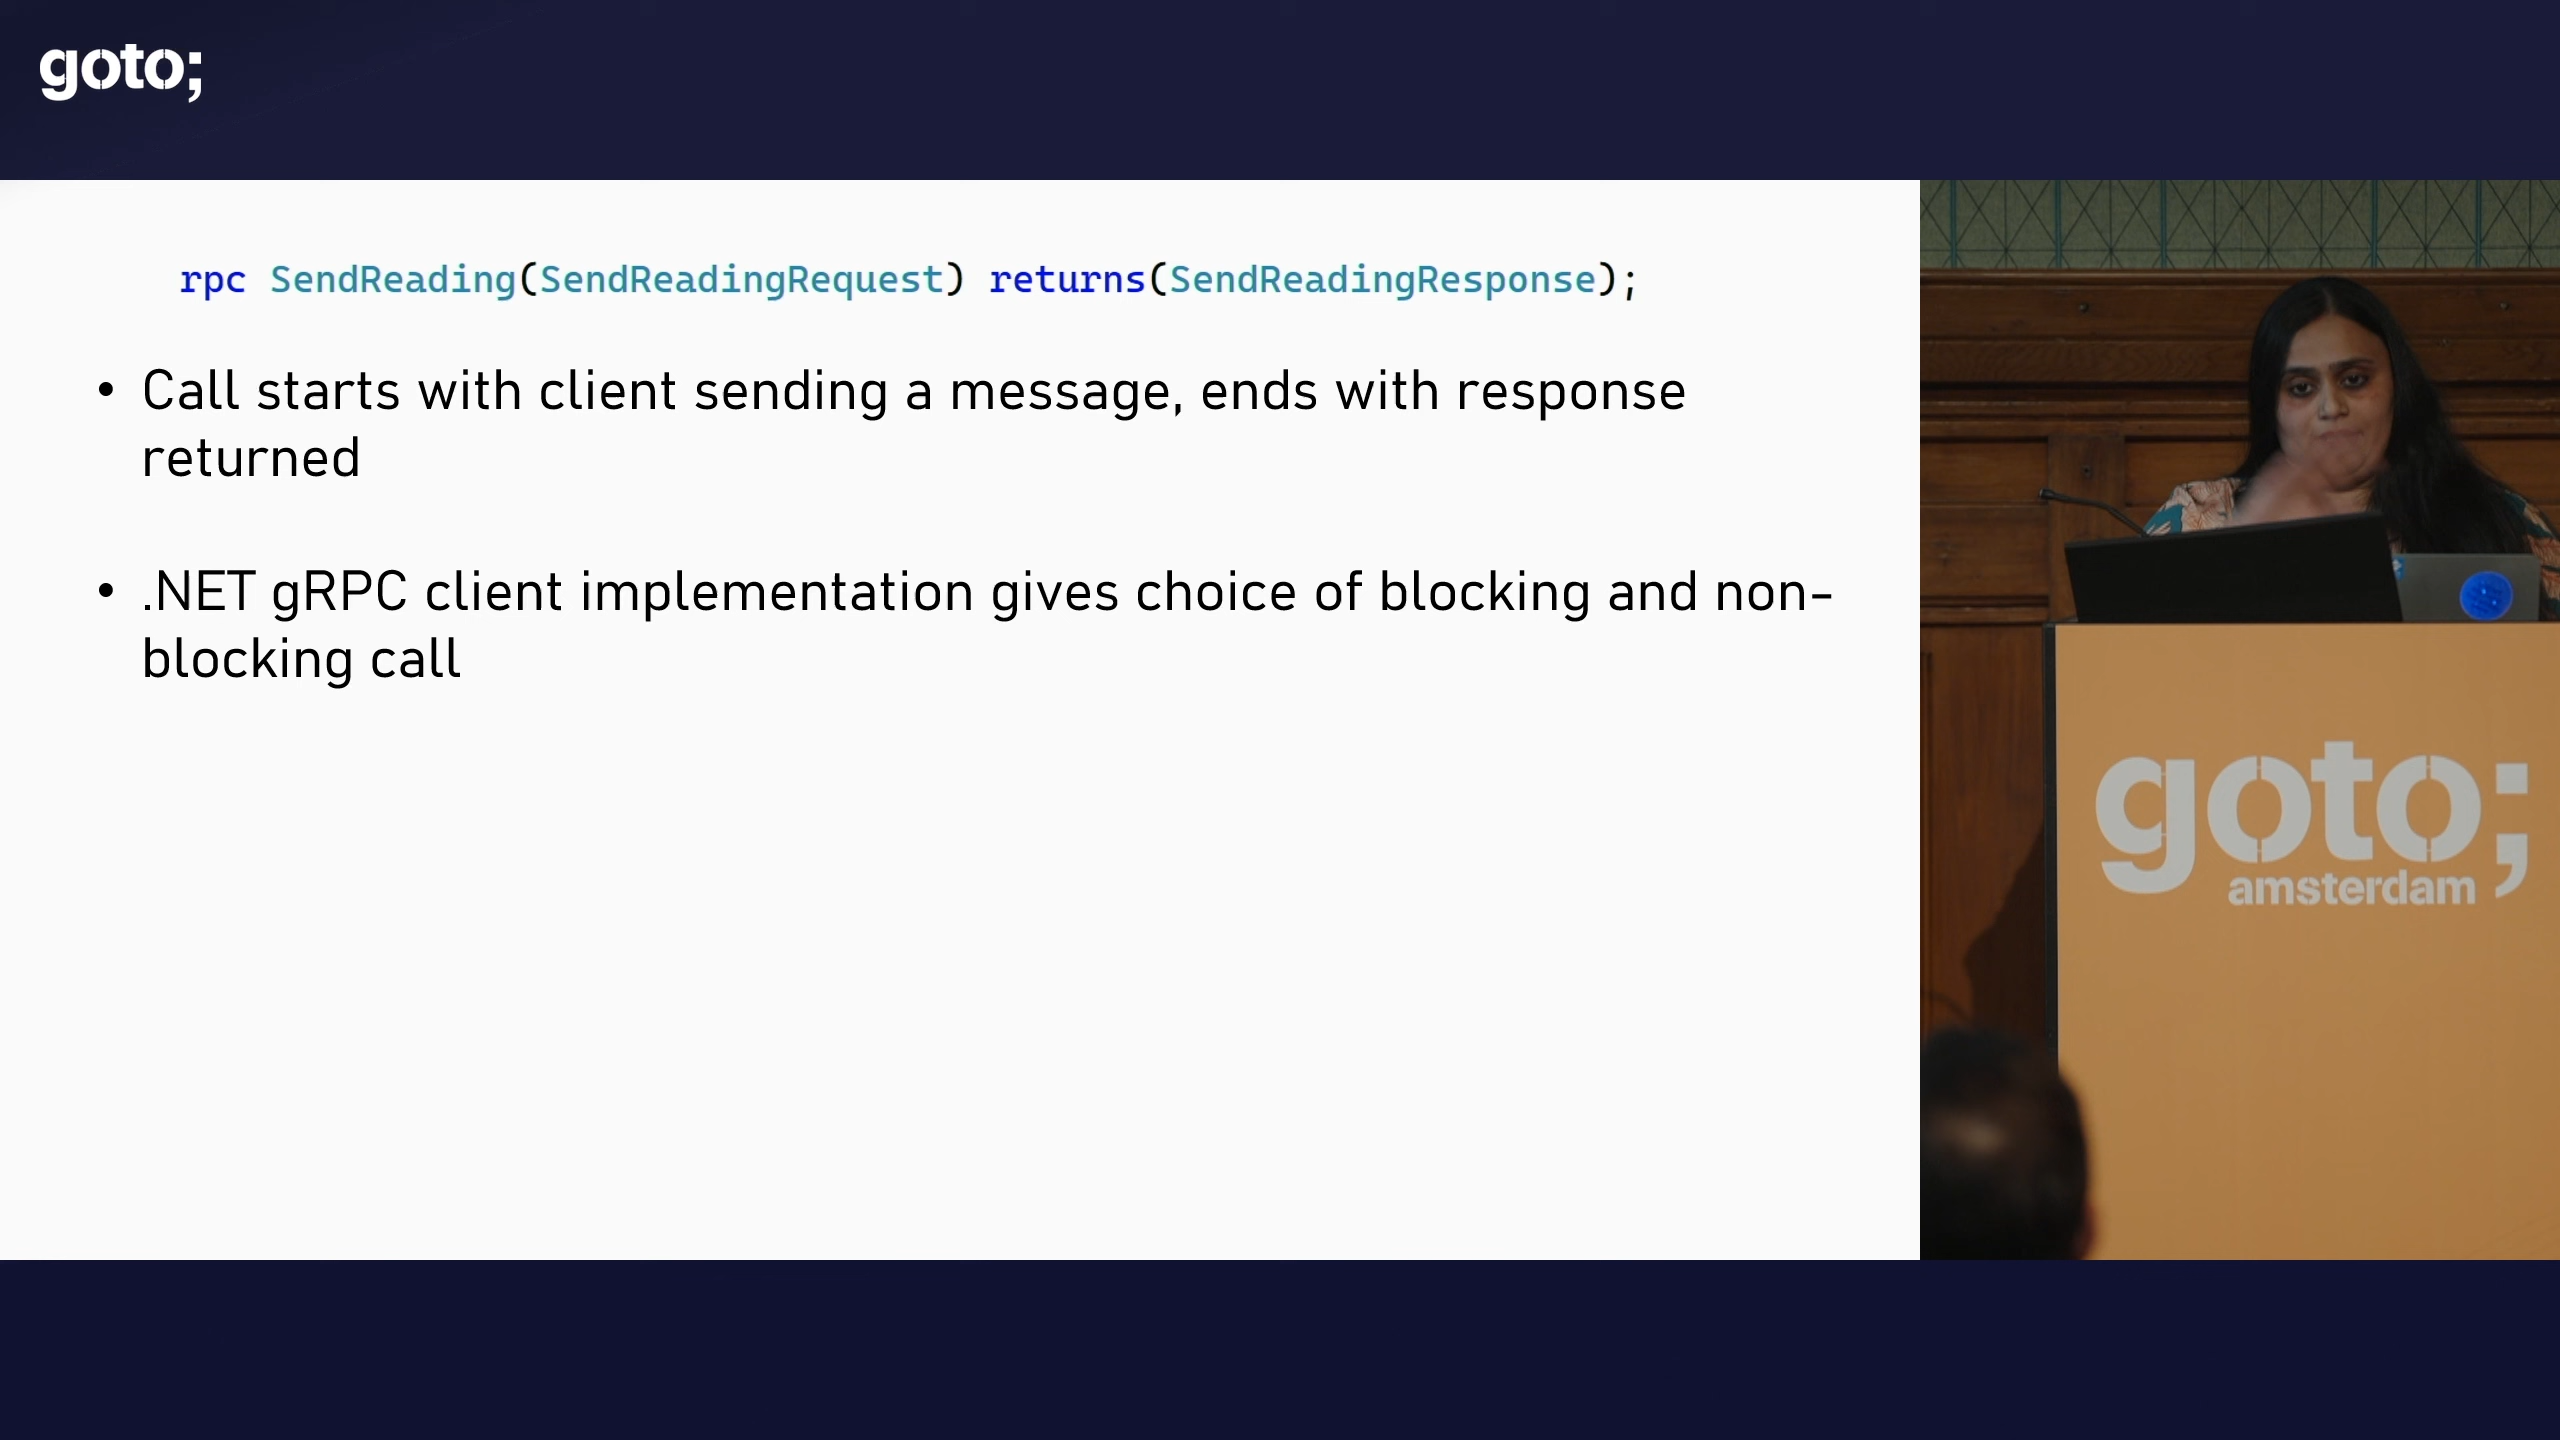 goto;
rpc SendReading(SendReadingRequest) returns(SendReadingResponse);
• Call starts with client sending a message, ends with response
returned
• .NET gRPC client implementation gives choice of blocking and non-
blocking call
goto;
amsterdam